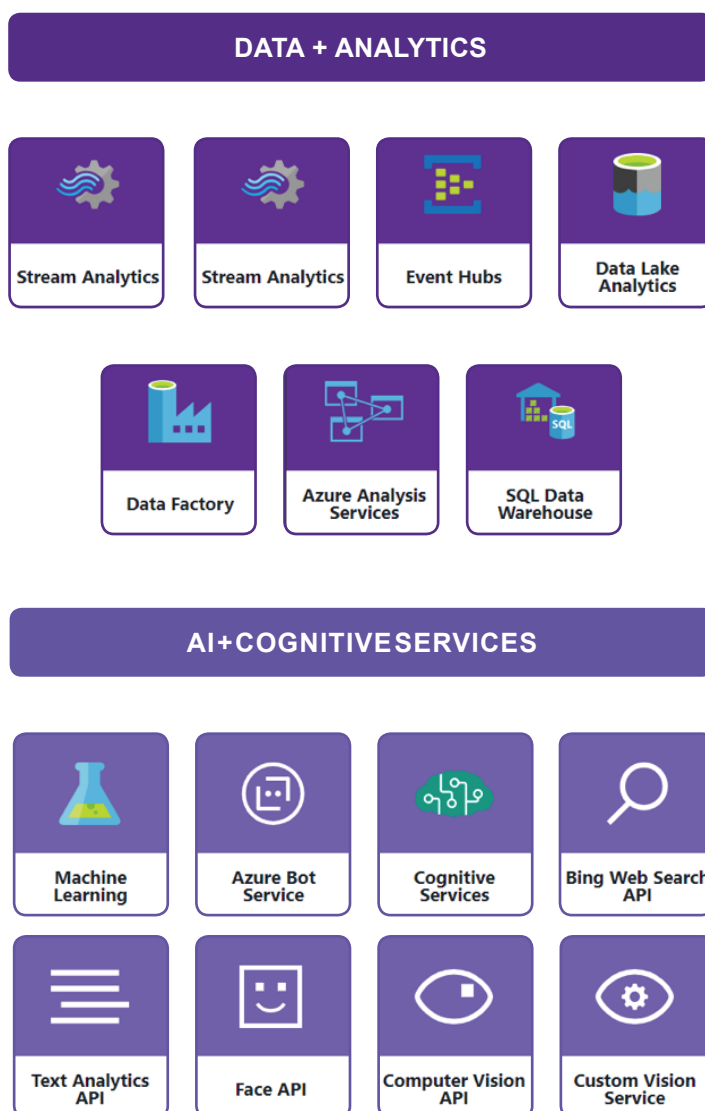 DATA + ANALYTICS
Stream Analytics
Stream Analytics
Event Hubs
Data Lake
Analytics
Data Factory
Azure Analysis
Services
SQL
SQL Data
Warehouse
AI+COGNITIVESERVICES
Machine
Learning
Azure Bot
Service
Cognitive
Services
Bing Web Search
API
Text Analytics
API
Face API
Computer Vision
API
Custom Vision
Service